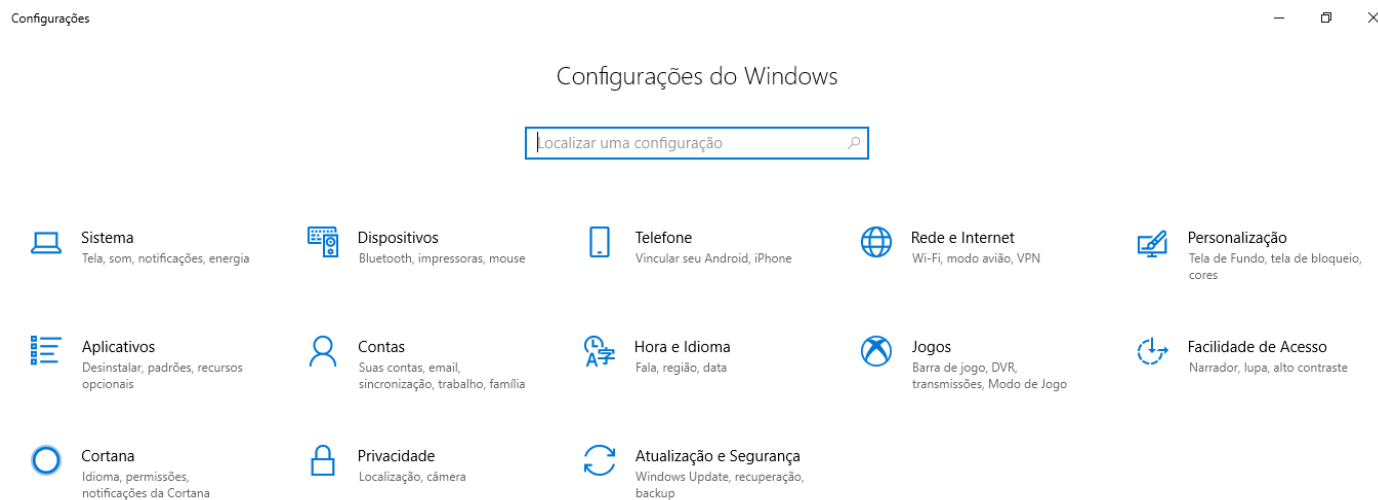 Configurações
Configurações do Windows
Localizar uma configuração
Sistema
Tela, som, notificações, energia
Dispositivos
Bluetooth, impressoras, mouse
Telefone
Vincular seu Android, iPhone
Rede e Internet
Wi-Fi, modo avião, VPN
Personalização
Tela de Fundo, tela de bloqueio,
cores
Aplicativos
Desinstalar, padrões, recursos
opcionais
Contas
Suas contas, email,
sincronização, trabalho, família
Hora e Idioma
Fala, região, data
Jogos
Barra de jogo, DVR,
transmissões, Modo de Jogo
Facilidade de Acesso
Narrador, lupa, alto contraste
Cortana
Idioma, permissões,
notificações da Cortana
Privacidade
Localização, câmera
Atualização e Segurança
Windows Update, recuperação,
backup